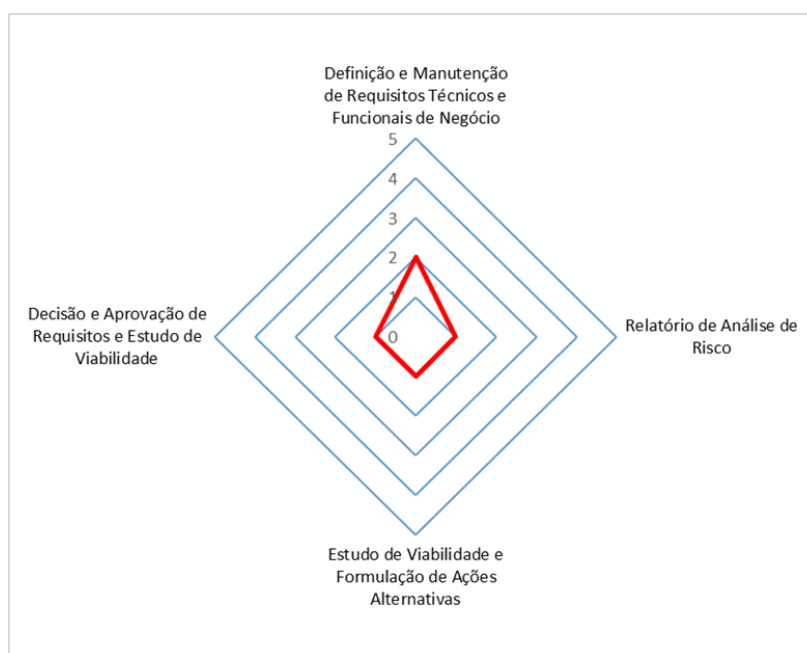 Definição e Manutenção
de Requisitos Técnicos e
Funcionais de Negócio
5
4
3
2
1
0
Decisão e Aprovação de
Requisitos e Estudo de
Viabilidade
Relatório de Análise de
Risco
Estudo de Viabilidade e
Formulação de Ações
Alternativas